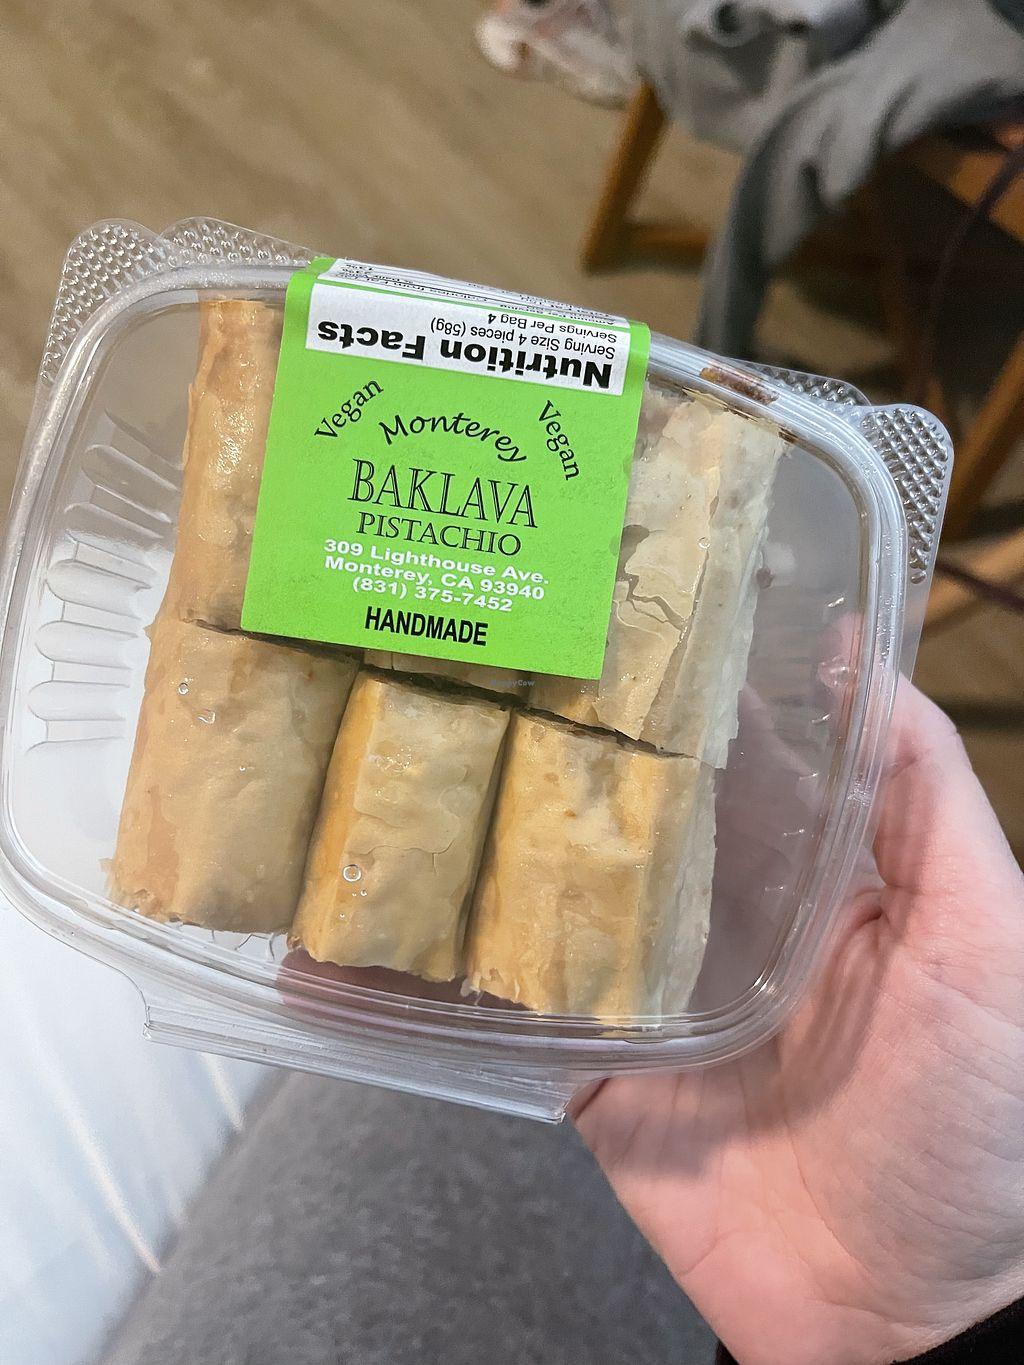 Nutrition Facts
Serving Size 4 pieces (58g)
Servings Per Bag 4
Vegan
Monterey
Vegan
BAKLAVA
PISTACHIO
309 Lighthouse Ave.
Monterey, CA 93940
(831) 375-7452
HANDMADE
HappyCow